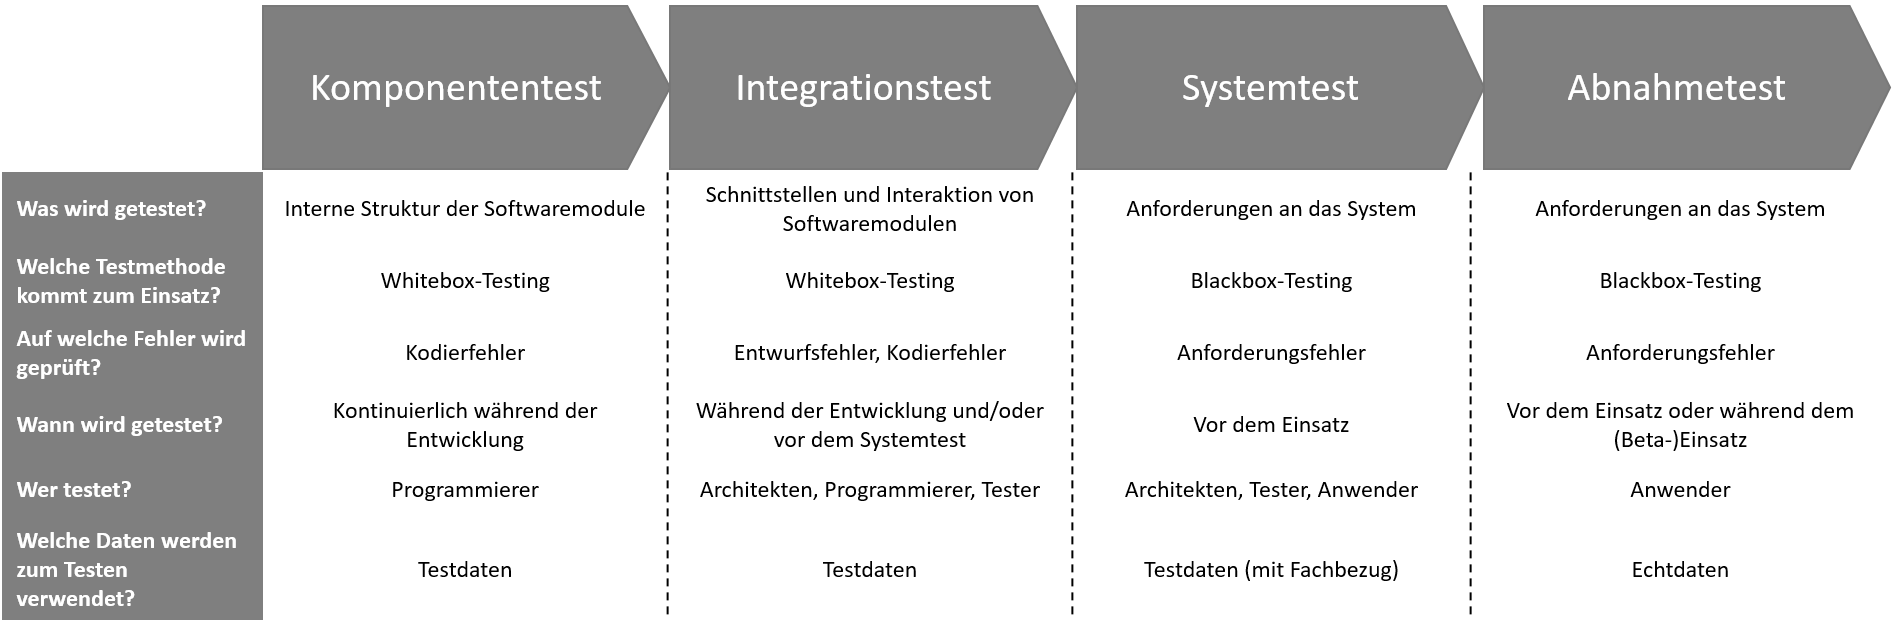 Komponententest
Integrationstest
Systemtest
Abnahmetest
Was wird getestet?
Interne Struktur der Softwaremodule
Schnittstellen und Interaktion von
Softwaremodulen
Anforderungen an das System
Anforderungen an das System
Welche Testmethode
kommt zum Einsatz?
Whitebox-Testing
Whitebox-Testing
Blackbox-Testing
Blackbox-Testing
Auf welche Fehler wird
geprüft?
Kodierfehler
Entwurfsfehler, Kodierfehler
Anforderungsfehler
Anforderungsfehler
Wann wird getestet?
Kontinuierlich während der
Entwicklung
Während der Entwicklung und/oder
vor dem Systemtest
Vor dem Einsatz
Vor dem Einsatz oder während dem
(Beta-)Einsatz
Wer testet?
Programmierer
Architekten, Programmierer, Tester
Architekten, Tester, Anwender
Anwender
Welche Daten werden
zum Testen
verwendet?
Testdaten
Testdaten
Testdaten (mit Fachbezug)
Echtdaten